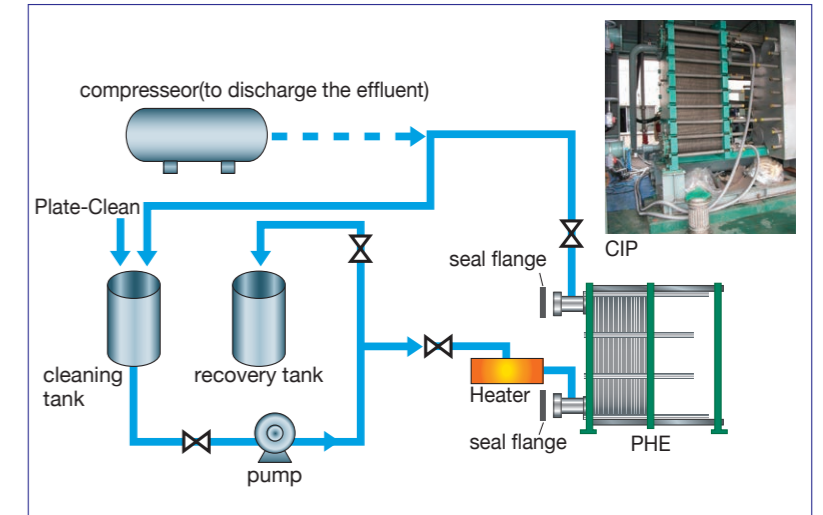 compresseor(to discharge the effluent)
Plate-Clean
CIP
seal flange
cleaning
tank
recovery tank
Heater
seal flange
PHE
pump